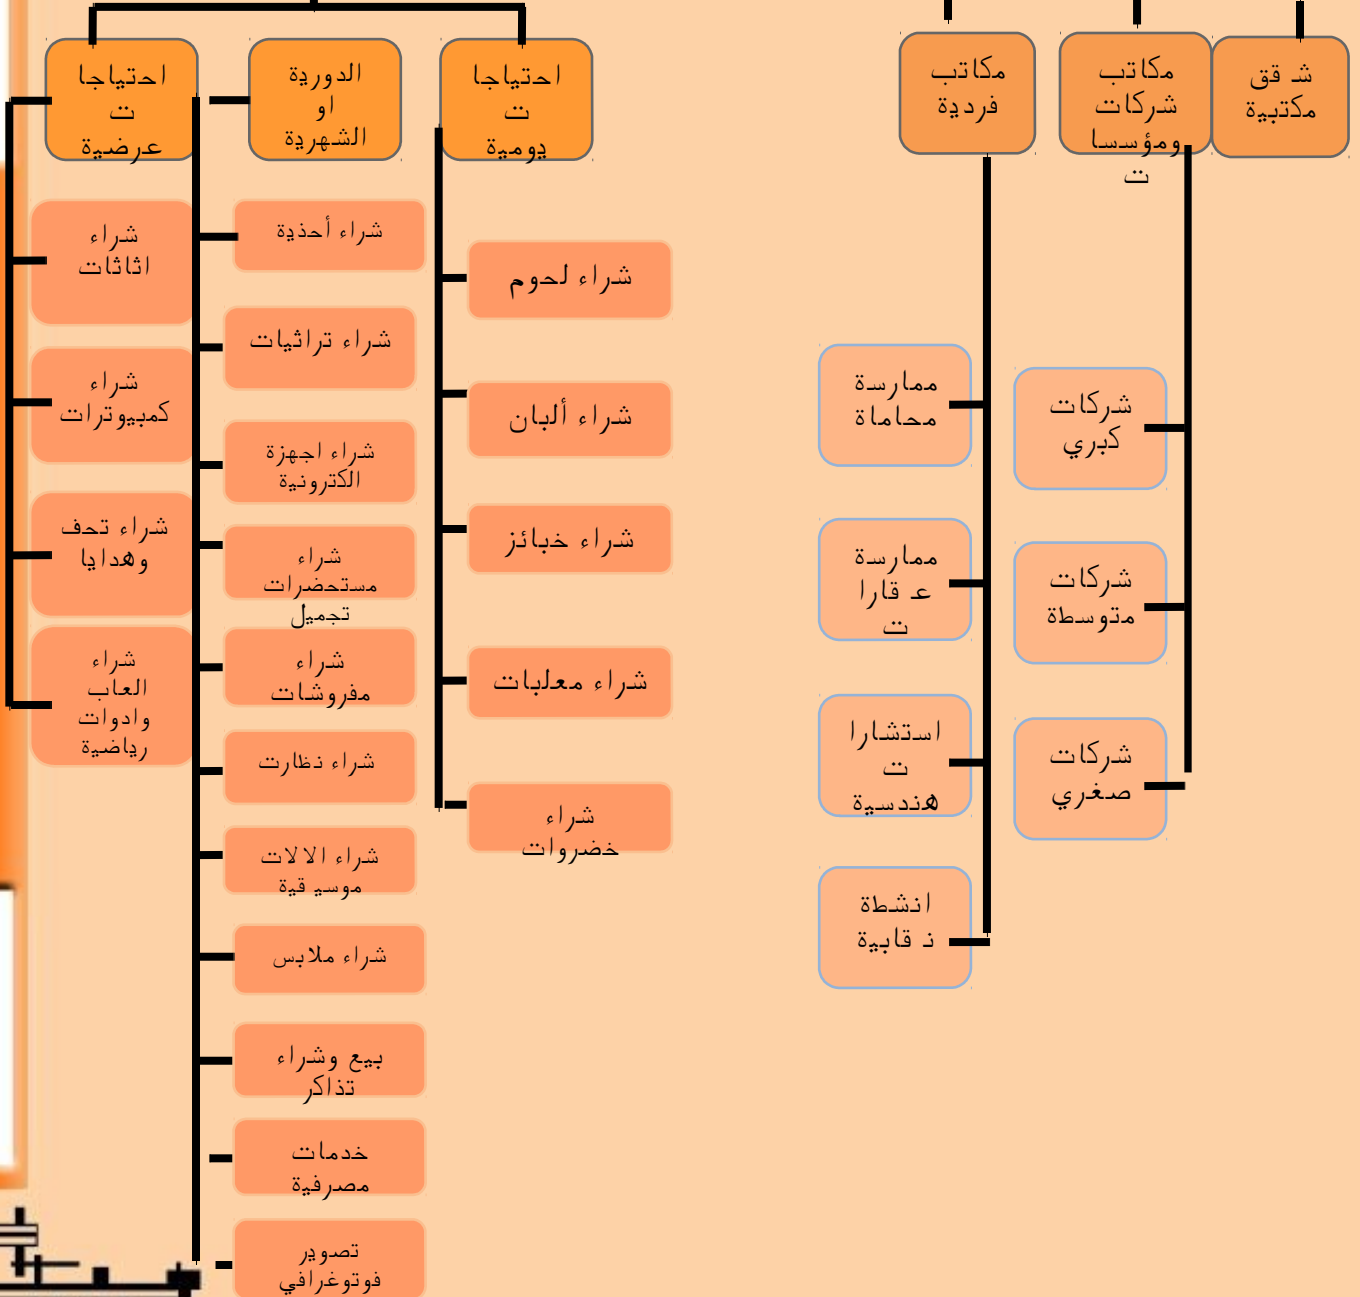 شقق
مكتبية
مكاتب
شركات
ومؤسسا
ت
مكاتب
فردية
شركات
كبري
شركات
متوسطة
شركات
صغري
ممارسة
محاماة
ممارسة
عقارا
ت
استشارا
ت
هندسية
انشطة
نقابية
احتياجا
ت
يومية
شراء لحوم
شراء ألبان
شراء خبائز
شراء معلبات
شراء
خضروات
الدورية
او
الشهرية
شراء أحذية
شراء تراثيات
شراء اجهزة
الكترونية
شراء
مستحضرات
تجميل
شراء
مفروشات
شراء نظارت
شراء الالات
موسيقية
شراء ملابس
بيع وشراء
تذاكر
خدمات
مصرفية
تصوير
فوتوغرافي
احتياجا
ت
عرضية
شراء
اثاثات
شراء
كمبيوترات
شراء تحف
وهدايا
شراء
العاب
وادوات
رياضية